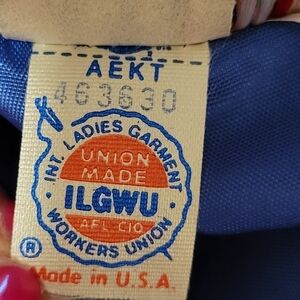 AEKT
463630
INT. LADIES GARMENT
UNION
MADE
ILGWU
AFL-CIO
WORKERS UNION
®
Made in U.S.A.